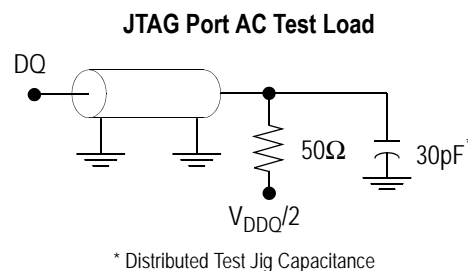 JTAG Port AC Test Load
DQ
50Ω
30pF*
VDDQ/2
* Distributed Test Jig Capacitance